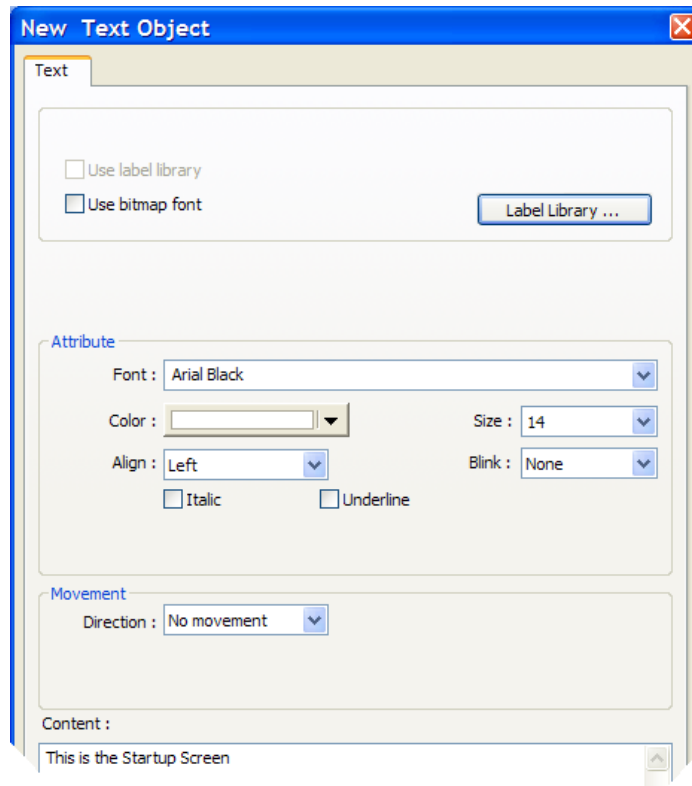 New Text Object
Text
Use label library
Use bitmap font
Label Library ...
Attribute
Font : Arial Black
Color : Size : 14
Align : Left Blink : None
Italic Underline
Movement
Direction : No movement
Content :
This is the Startup Screen